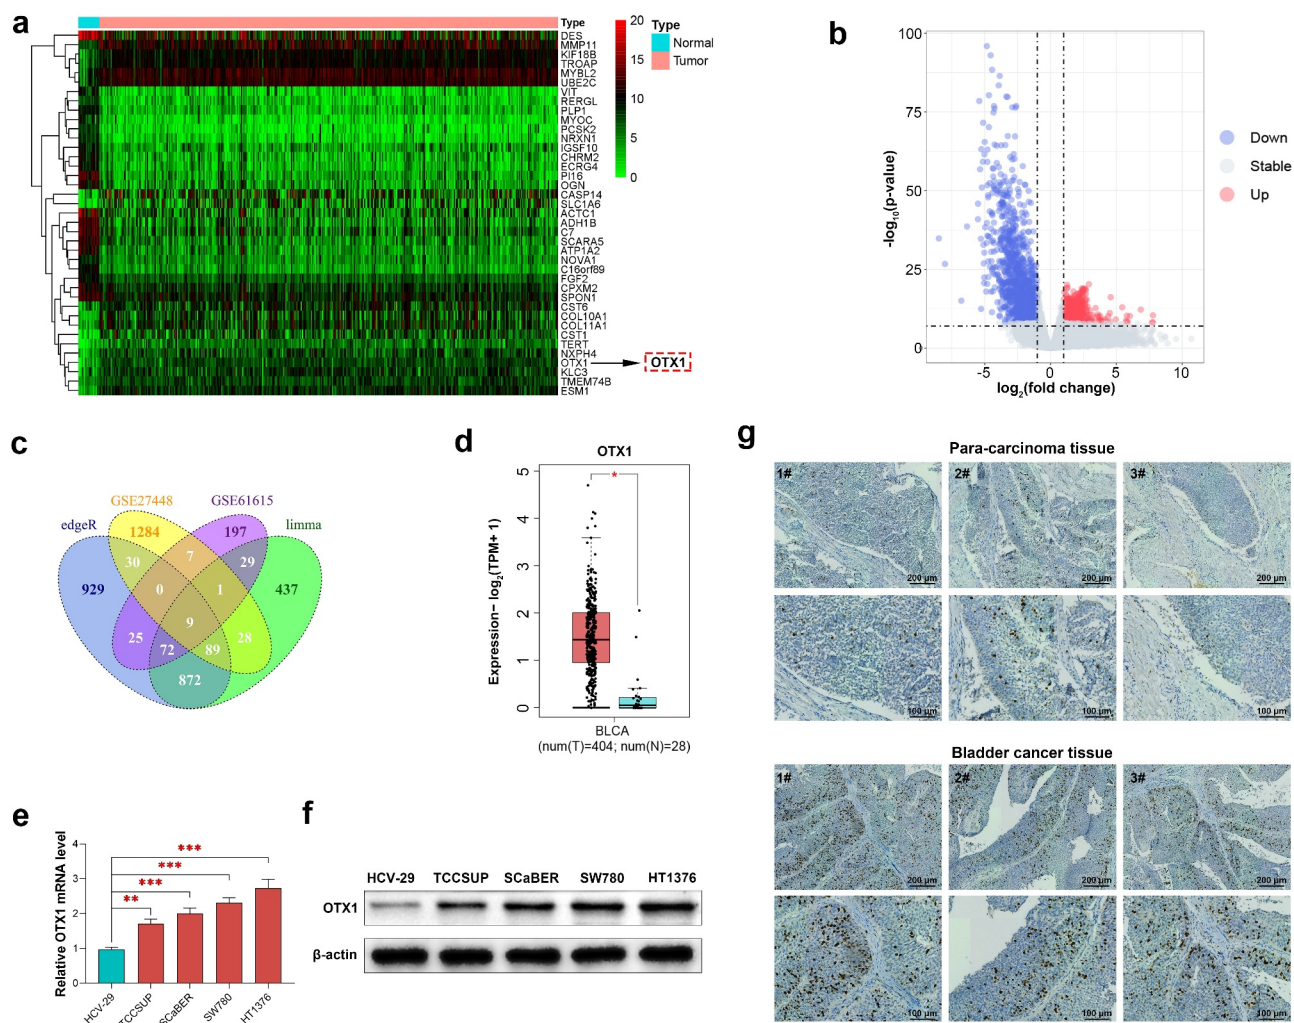 a
Type
DES
MMP11
KIF18B
TROAP
MYBL2
UBE2C
VIT
RERGL
PLP1
MYOC
PCSK2
NRXN1
IGSF10
CHRM2
ECRG4
PI16
OGN
CASP14
SLC1A6
ACTC1
ADH1B
C7
SCARA5
ATP1A2
NOVA1
C16orf89
FGF2
CPXM2
SPON1
CST6
COL10A1
COL11A1
CST1
TERT
NXPH4
OTX1
KLC3
TMEM74B
ESM1
OTX1
20
15
10
5
0
Type
Normal
Tumor
b
100
75
50
25
0
-log10(p-value)
-5
0
5
10
log2(fold change)
Down
Stable
Up
c
GSE27448
GSE61615
edgeR
limma
1284
197
30
7
29
929
0
1
437
9
25
72
89
28
872
d
OTX1
*
5
4
3
2
1
0
Expression− log2(TPM+ 1)
BLCA
(num(T)=404; num(N)=28)
e
Relative OTX1 mRNA level
4
3
2
1
0
***
***
***
**
HCV-29
TCCSUP
SCaBER
SW780
HT1376
f
HCV-29 TCCSUP SCaBER SW780 HT1376
OTX1
β-actin
g
Para-carcinoma tissue
1#
2#
3#
200 µm
200 µm
200 µm
100 µm
100 µm
100 µm
Bladder cancer tissue
1#
2#
3#
200 µm
200 µm
200 µm
100 µm
100 µm
100 µm